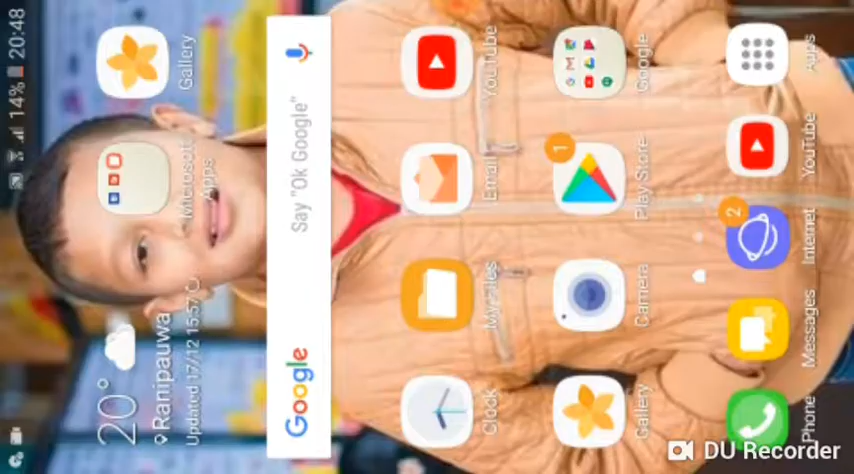 14% 20:48
20°
Ranipauwa
Updated 17/12 15:57
Microsoft
Apps
Gallery
Google
Say "Ok Google"
Clock
My Files
Email
YouTube
Gallery
Camera
1
Play Store
Google
Phone
Messages
2
Internet
YouTube
Apps
DU Recorder